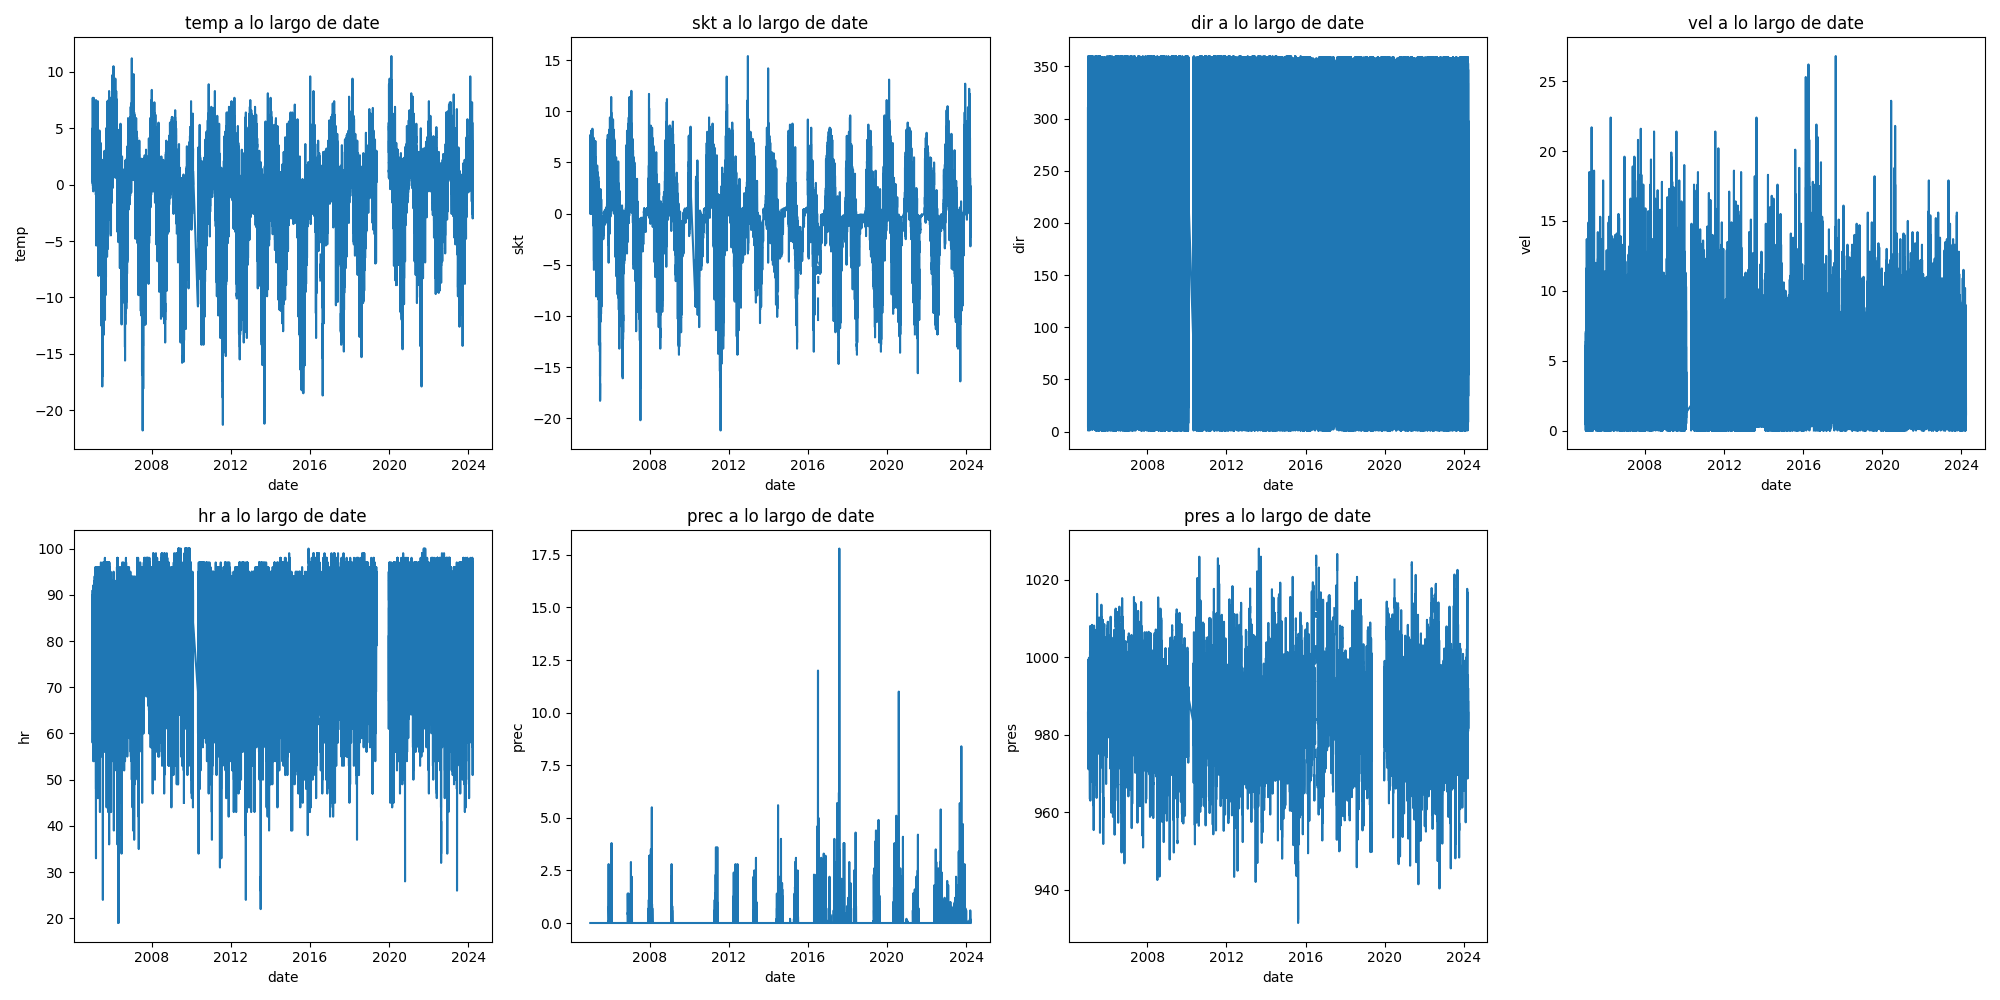 temp a lo largo de date
skt a lo largo de date
dir a lo largo de date
vel a lo largo de date
10
5
0
−5
−10
−15
−20
temp
2008 2012 2016 2020 2024
date
15
10
5
0
−5
−10
−15
−20
skt
2008 2012 2016 2020 2024
date
350
300
250
200
150
100
50
0
dir
2008 2012 2016 2020 2024
date
25
20
15
10
5
0
vel
2008 2012 2016 2020 2024
date
hr a lo largo de date
prec a lo largo de date
pres a lo largo de date
100
90
80
70
60
50
40
30
20
hr
2008 2012 2016 2020 2024
date
17.5
15.0
12.5
10.0
7.5
5.0
2.5
0.0
prec
2008 2012 2016 2020 2024
date
1020
1000
980
960
940
pres
2008 2012 2016 2020 2024
date